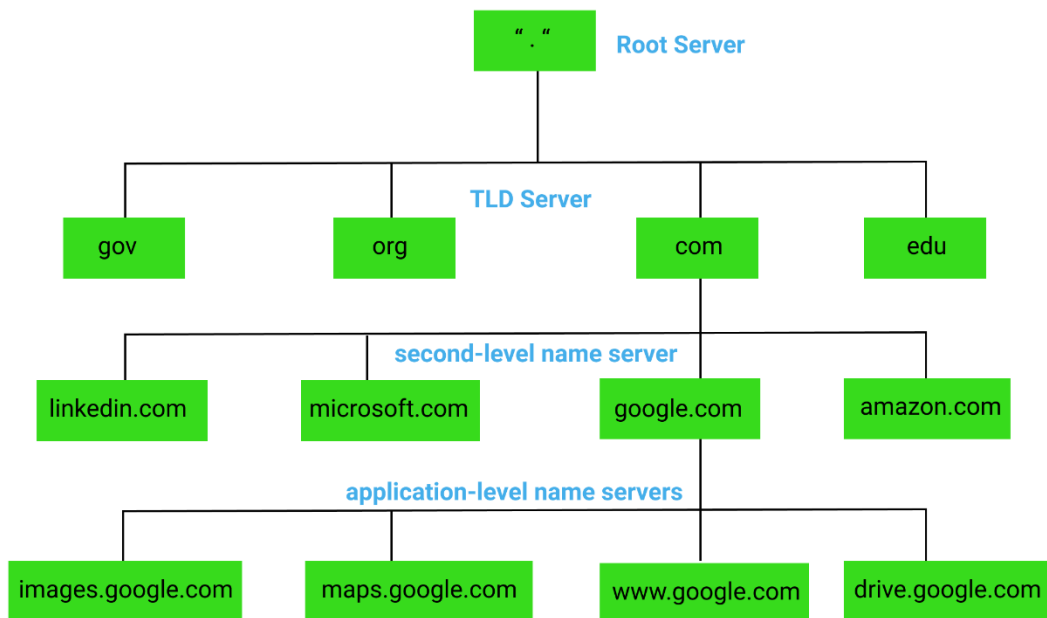 “ . “
Root Server
TLD Server
gov
org
com
edu
second-level name server
linkedin.com
microsoft.com
google.com
amazon.com
application-level name servers
images.google.com
maps.google.com
www.google.com
drive.google.com